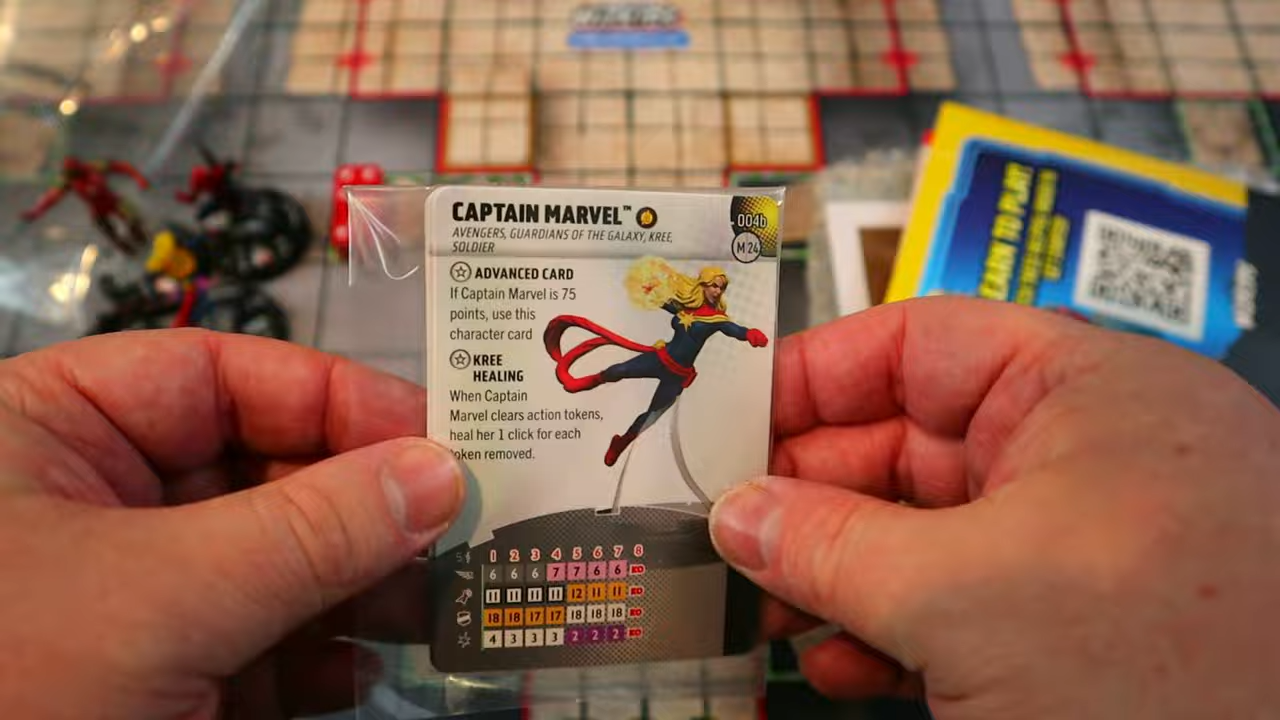 CAPTAIN MARVEL™
004b
AVENGERS, GUARDIANS OF THE GALAXY, KREE,
SOLDIER
M 24
ADVANCED CARD
If Captain Marvel is 75
points, use this
character card
KREE
HEALING
When Captain
Marvel clears action tokens,
heal her 1 click for each
token removed.
5 1 2 3 4 5 6 7 8
6 6 6 7 7 6 6 KO
11 11 11 11 12 11 11 KO
18 18 17 17 18 18 18 KO
4 3 3 3 2 2 2 KO
LEARN TO PLAY!